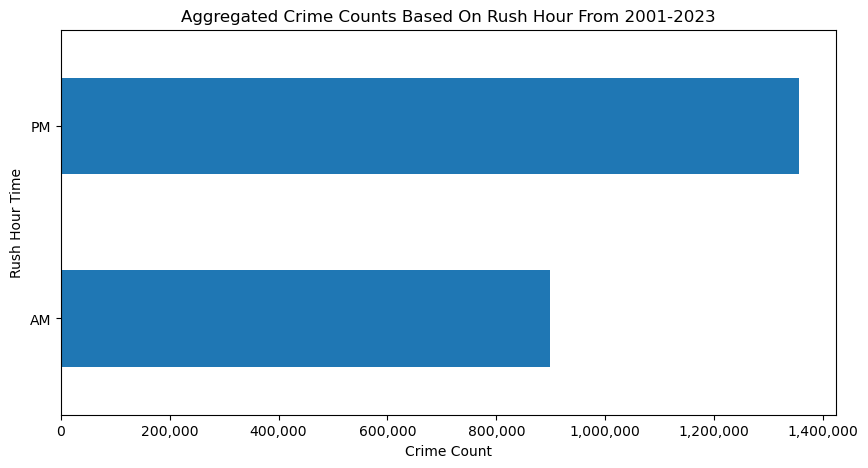 Aggregated Crime Counts Based On Rush Hour From 2001-2023
PM
AM
Rush Hour Time
0
200,000
400,000
600,000
800,000
1,000,000
1,200,000
1,400,000
Crime Count